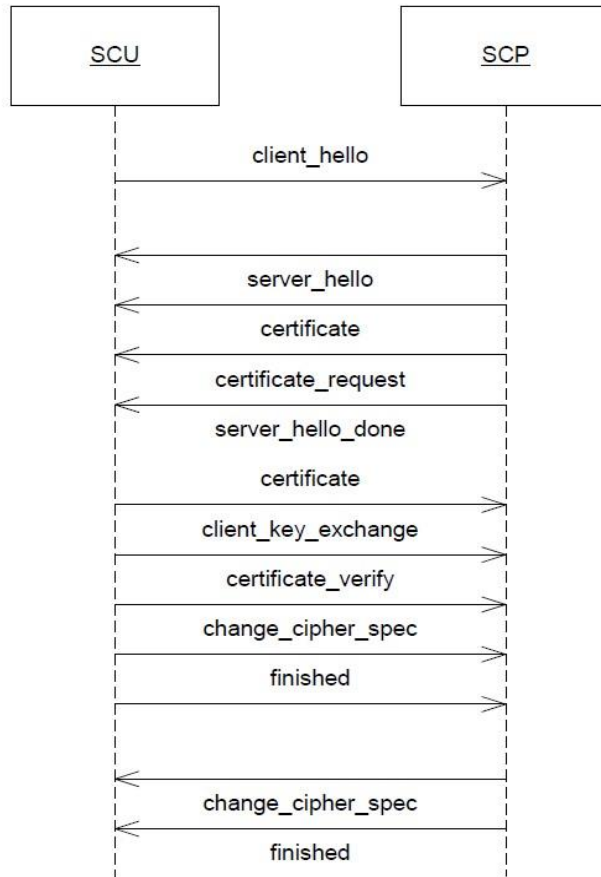 SCU
SCP
client_hello
server_hello
certificate
certificate_request
server_hello_done
certificate
client_key_exchange
certificate_verify
change_cipher_spec
finished
change_cipher_spec
finished